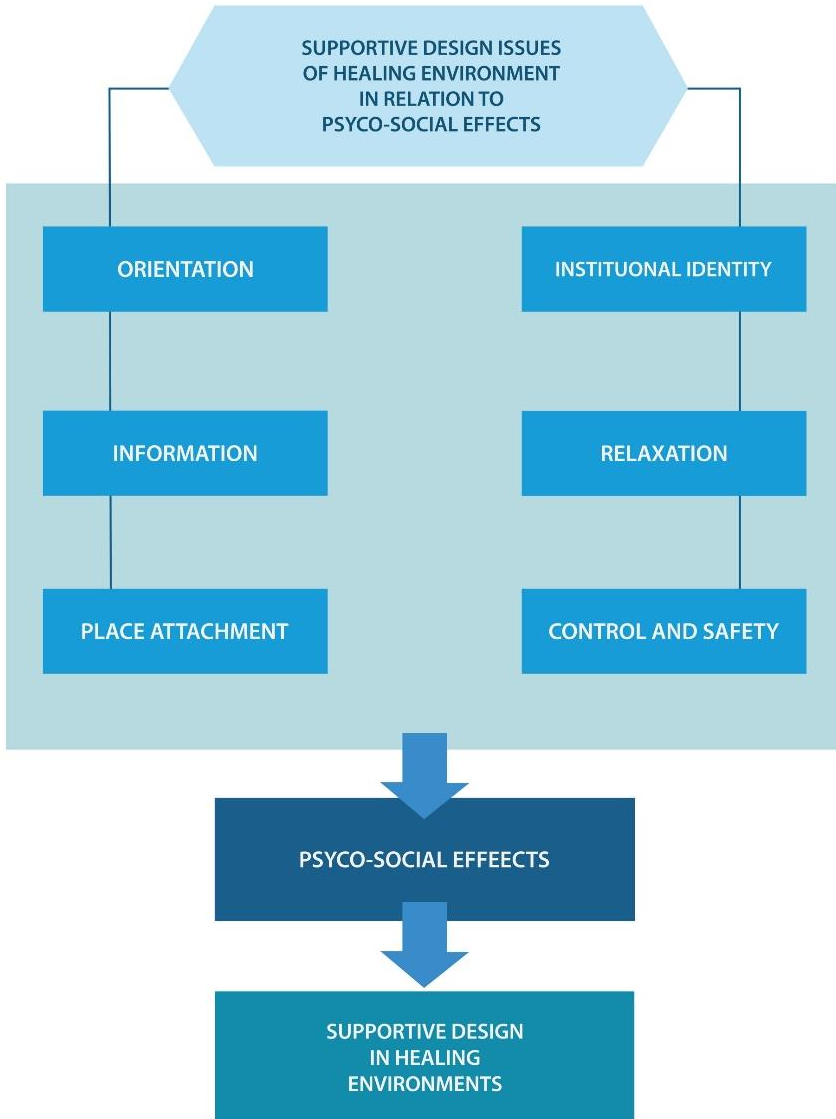 SUPPORTIVE DESIGN ISSUES
OF HEALING ENVIRONMENT
IN RELATION TO
PSYCO-SOCIAL EFFECTS
ORIENTATION
INSTITUONAL IDENTITY
INFORMATION
RELAXATION
PLACE ATTACHMENT
CONTROL AND SAFETY
PSYCO-SOCIAL EFFEECTS
SUPPORTIVE DESIGN
IN HEALING
ENVIRONMENTS